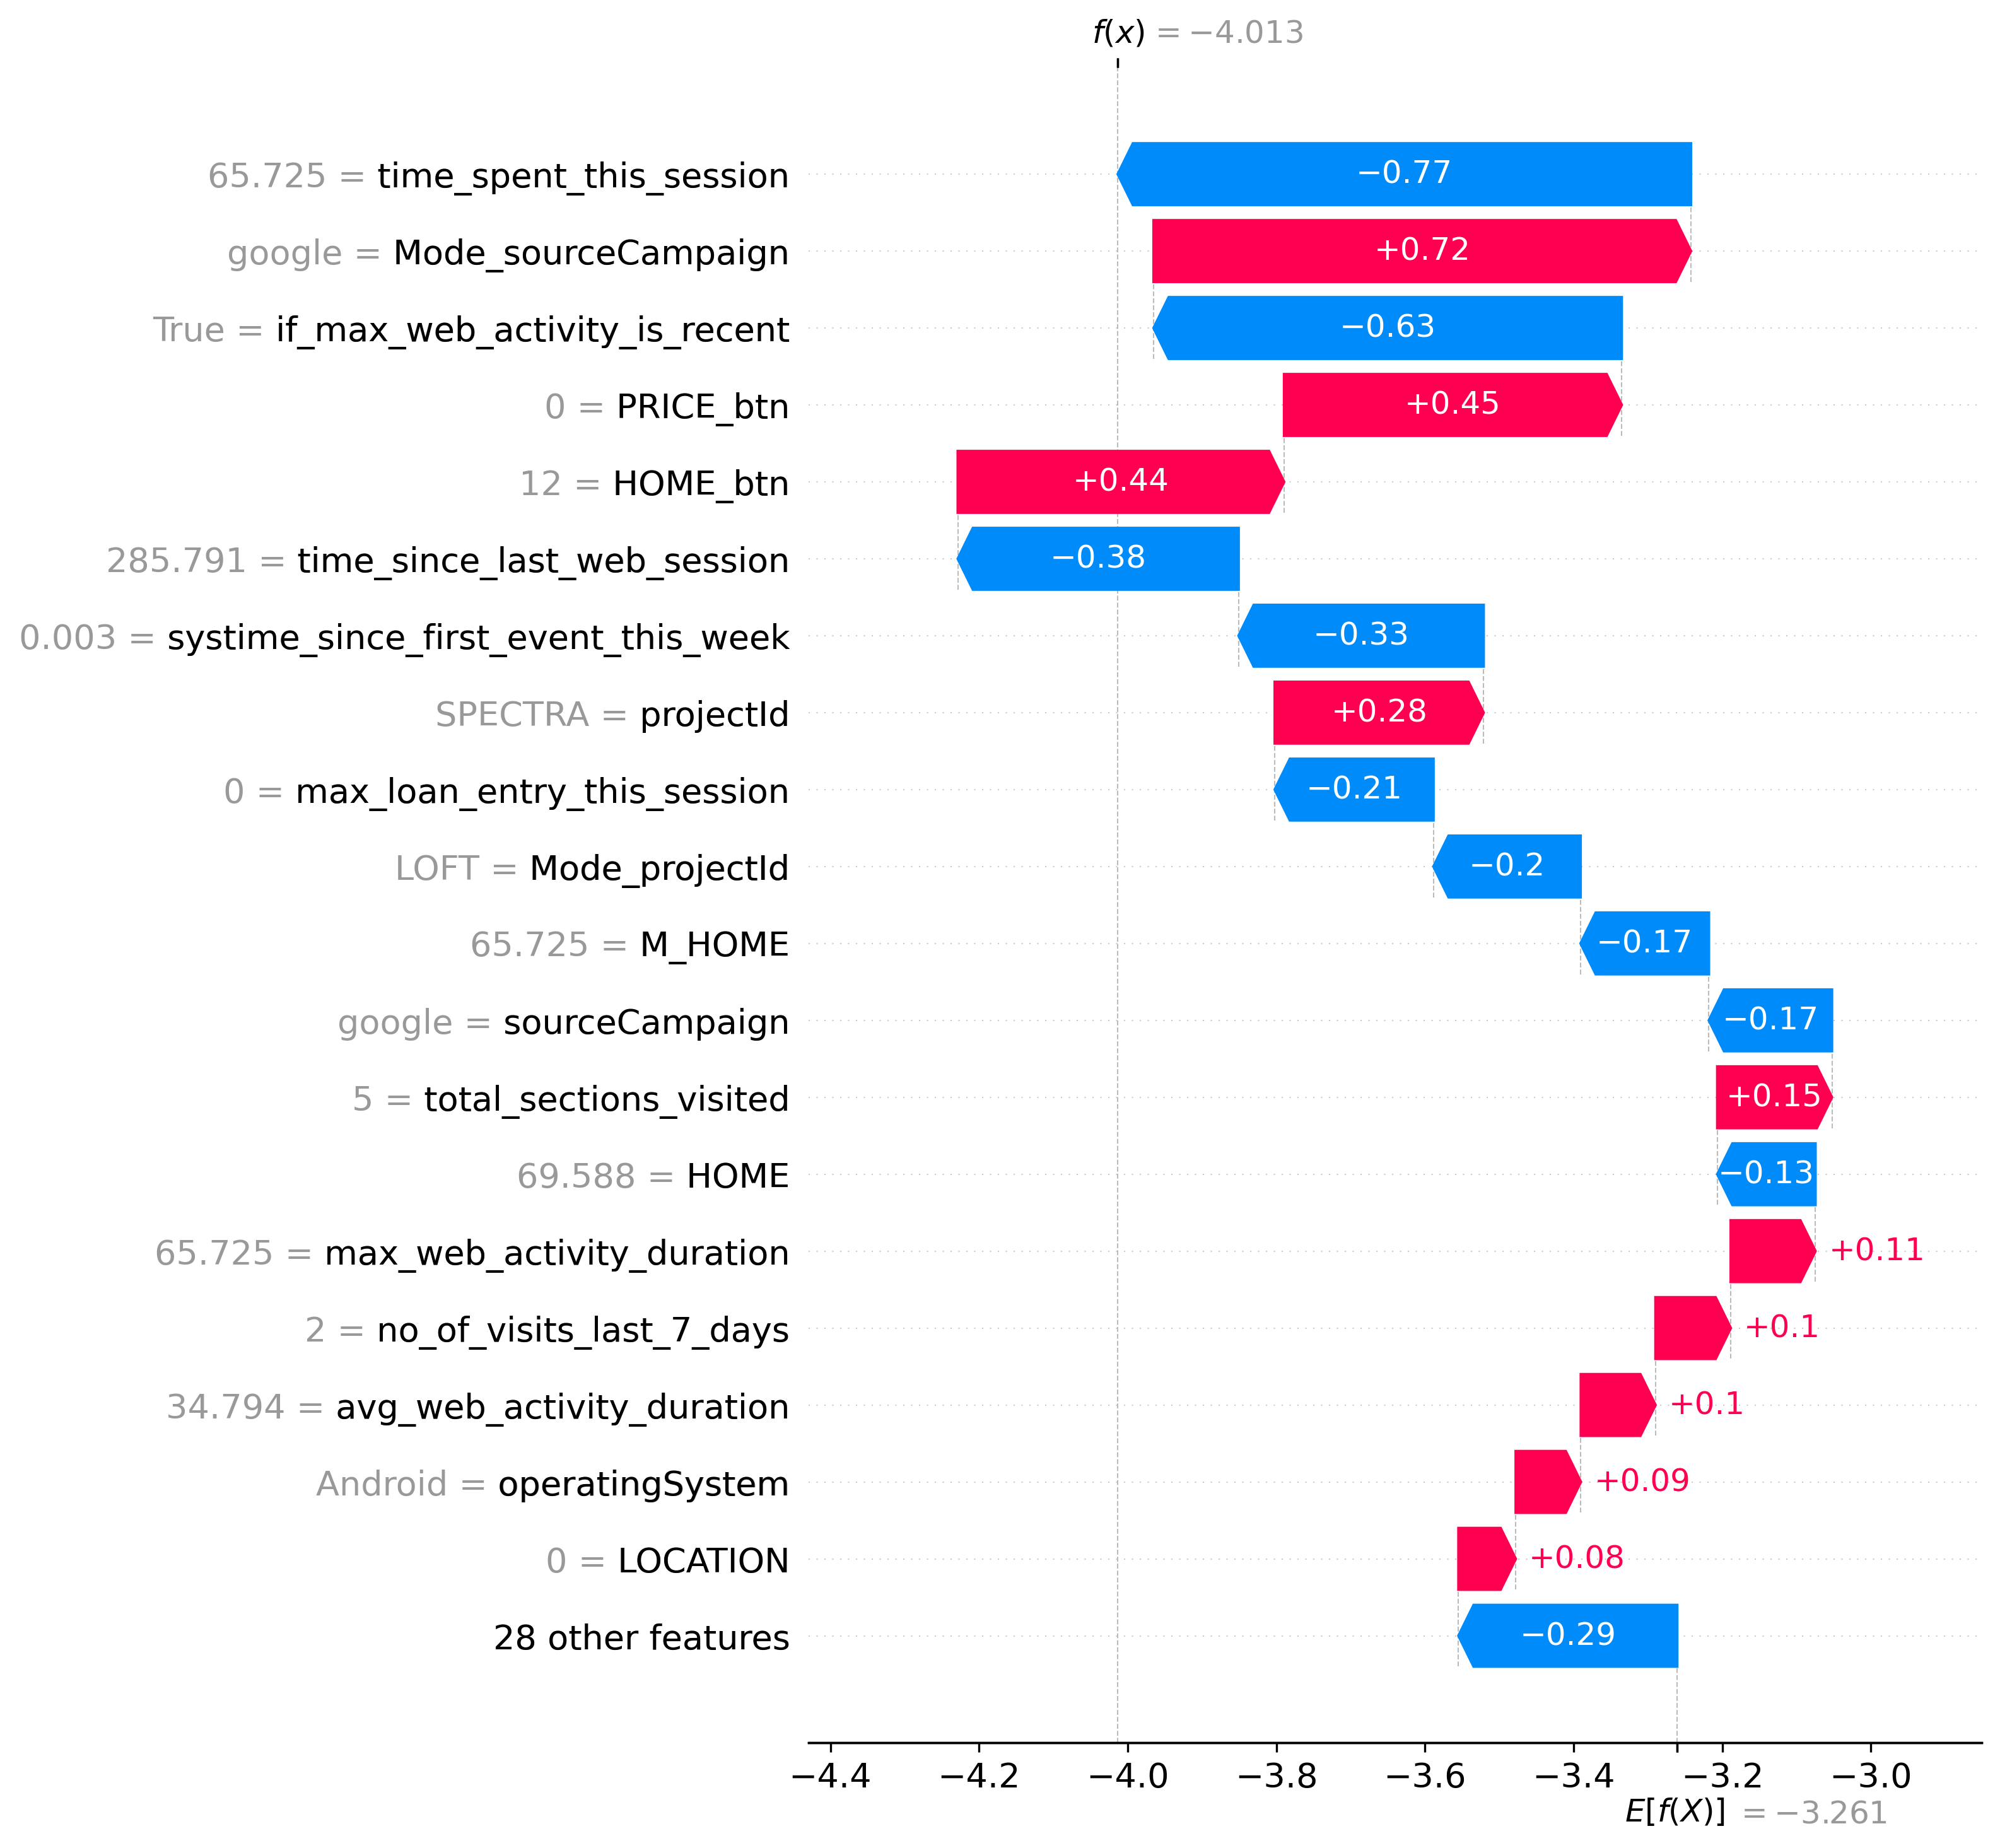 f(x) = −4.013
65.725 = time_spent_this_session −0.77
google = Mode_sourceCampaign +0.72
True = if_max_web_activity_is_recent −0.63
0 = PRICE_btn +0.45
12 = HOME_btn +0.44
285.791 = time_since_last_web_session −0.38
0.003 = systime_since_first_event_this_week −0.33
SPECTRA = projectId +0.28
0 = max_loan_entry_this_session −0.21
LOFT = Mode_projectId −0.2
65.725 = M_HOME −0.17
google = sourceCampaign −0.17
5 = total_sections_visited +0.15
69.588 = HOME −0.13
65.725 = max_web_activity_duration +0.11
2 = no_of_visits_last_7_days +0.1
34.794 = avg_web_activity_duration +0.1
Android = operatingSystem +0.09
0 = LOCATION +0.08
28 other features −0.29
−4.4 −4.2 −4.0 −3.8 −3.6 −3.4 −3.2 −3.0
E[f(X)] = −3.261